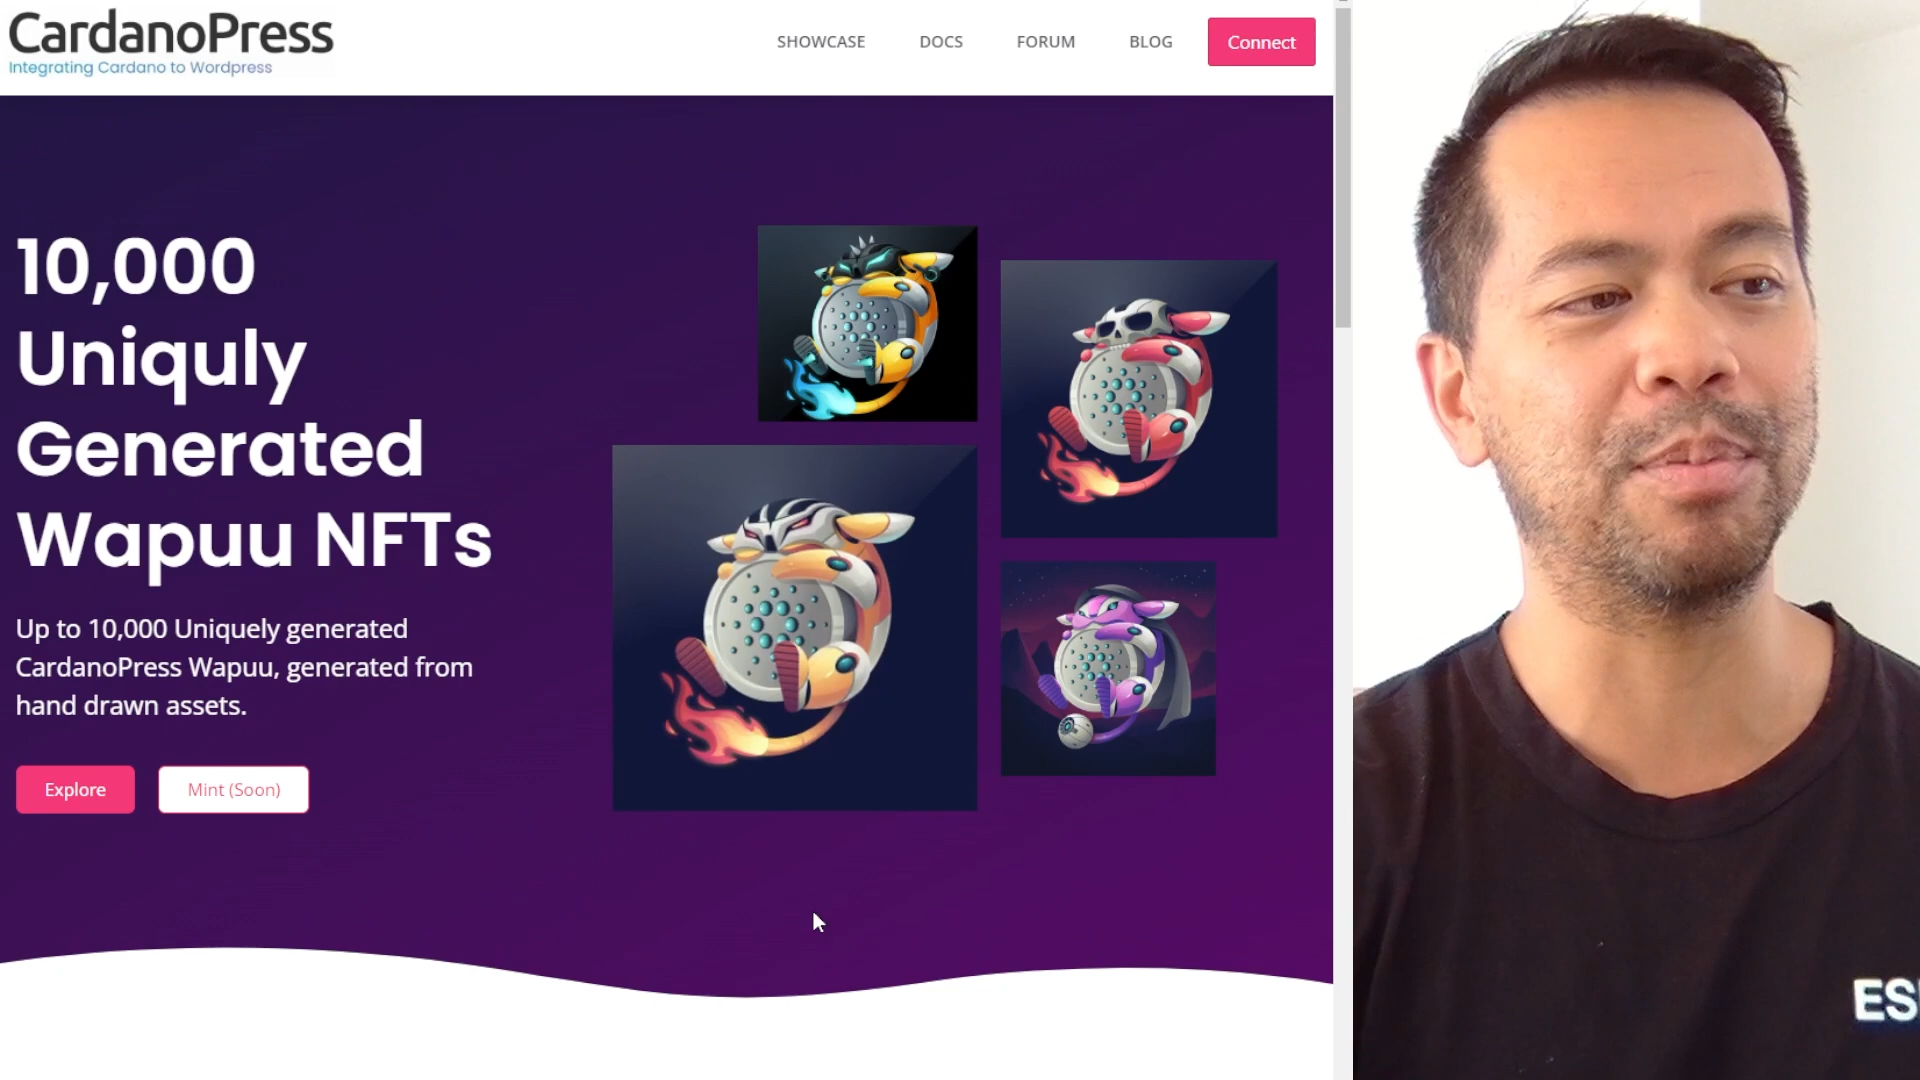 CardanoPress
Integrating Cardano to Wordpress
SHOWCASE
DOCS
FORUM
BLOG
Connect
10,000
Uniquly
Generated
Wapuu NFTs
Up to 10,000 Uniquely generated
CardanoPress Wapuu, generated from
hand drawn assets.
Explore
Mint (Soon)
ES